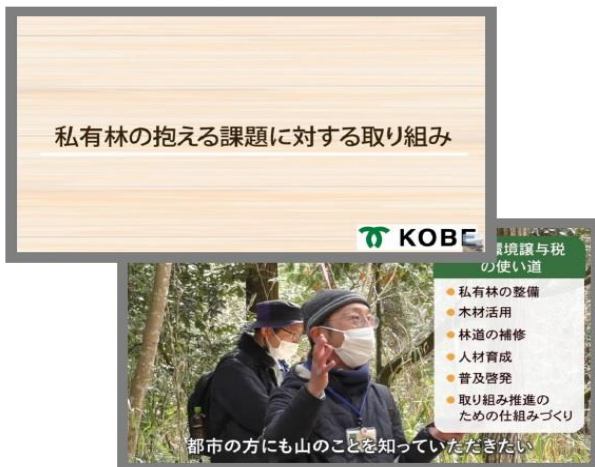 私有林の抱える課題に対する取り組み
KOBE
環境譲与税
の使い道
私有林の整備
木材活用
林道の補修
人材育成
普及啓発
取り組み推進の
ための仕組みづくり
都市の方にも山のことを知っていただきたい